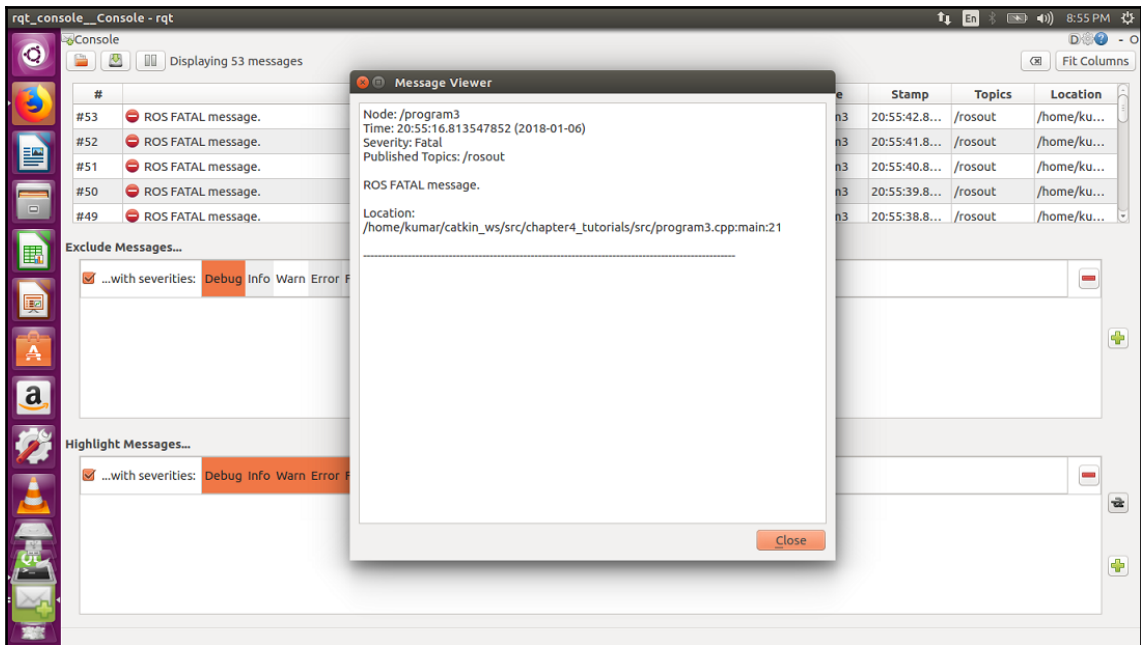 rqt_console__Console - rqt
En
8:55 PM
Console
D
- O
Displaying 53 messages
Fit Columns
Message Viewer
#
e
Stamp
Topics
Location
#53
ROS FATAL message.
n3
20:55:42.8...
/rosout
/home/ku...
#52
ROS FATAL message.
n3
20:55:41.8...
/rosout
/home/ku...
#51
ROS FATAL message.
n3
20:55:40.8...
/rosout
/home/ku...
#50
ROS FATAL message.
n3
20:55:39.8...
/rosout
/home/ku...
#49
ROS FATAL message.
n3
20:55:38.8...
/rosout
/home/ku...
Node: /program3
Time: 20:55:16.813547852 (2018-01-06)
Severity: Fatal
Published Topics: /rosout
ROS FATAL message.
Location:
/home/kumar/catkin_ws/src/chapter4_tutorials/src/program3.cpp:main:21
Close
Exclude Messages...
...with severities: Debug Info Warn Error F
Highlight Messages...
...with severities: Debug Info Warn Error F